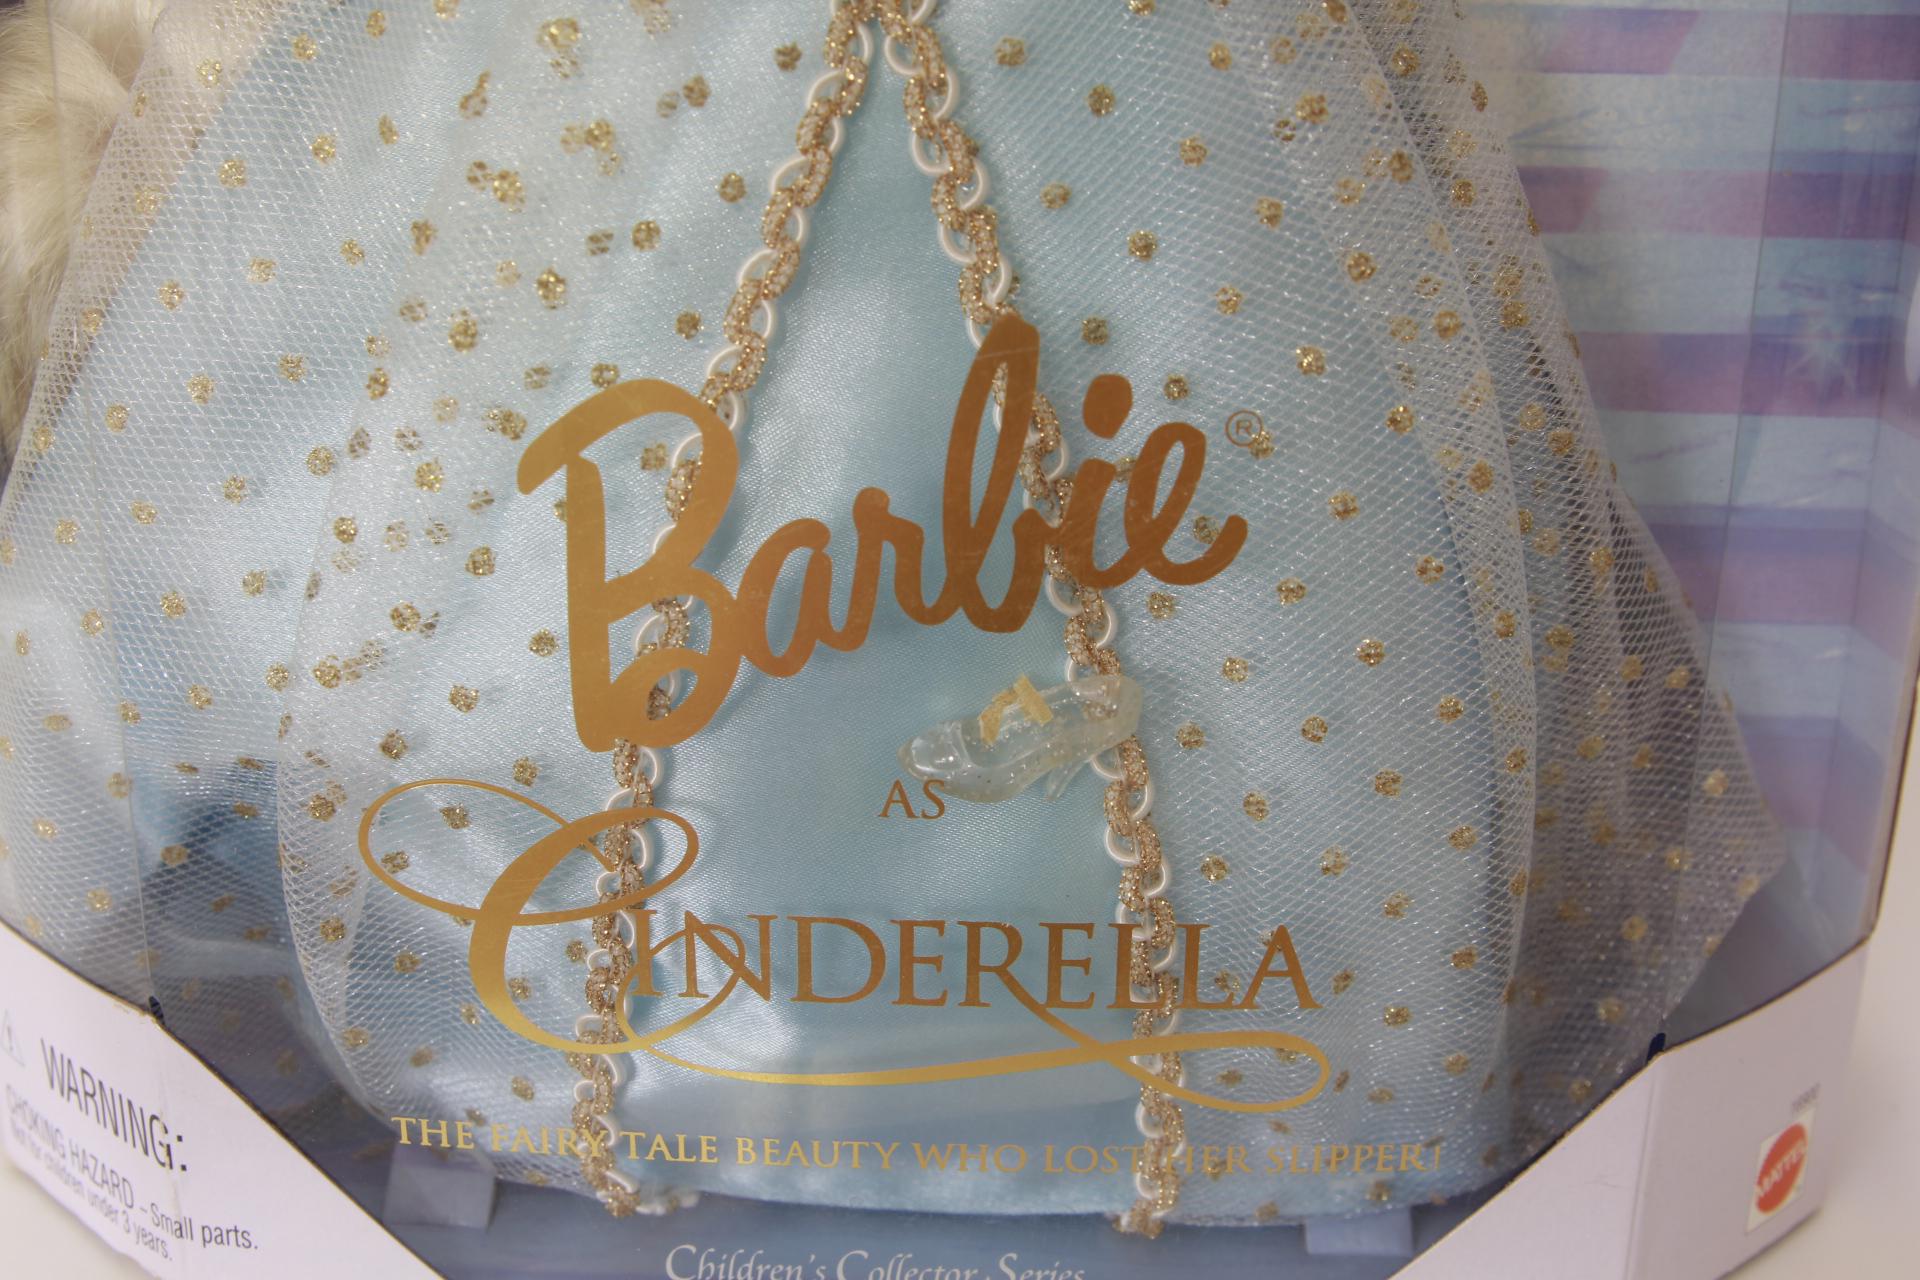 Barbie®
AS
CINDERELLA
THE FAIRY TALE BEAUTY WHO LOST HER SLIPPER!
Children's Collector Series
WARNING:
CHOKING HAZARD – Small parts.
Not for children under 3 years.
MATTEL